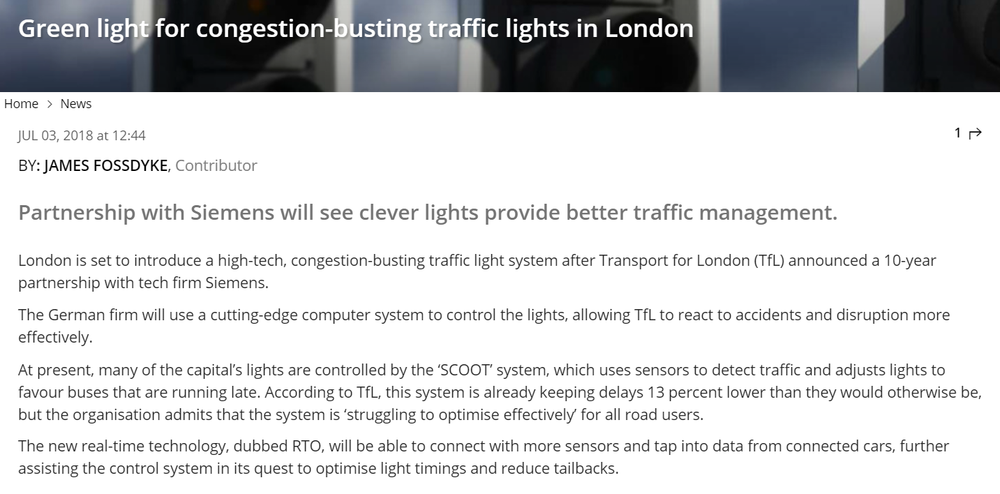 Green light for congestion-busting traffic lights in London
Home > News
JUL 03, 2018 at 12:44
1
BY: JAMES FOSSDYKE, Contributor
Partnership with Siemens will see clever lights provide better traffic management.
London is set to introduce a high-tech, congestion-busting traffic light system after Transport for London (TfL) announced a 10-year
partnership with tech firm Siemens.
The German firm will use a cutting-edge computer system to control the lights, allowing TfL to react to accidents and disruption more
effectively.
At present, many of the capital’s lights are controlled by the ‘SCOOT’ system, which uses sensors to detect traffic and adjusts lights to
favour buses that are running late. According to TfL, this system is already keeping delays 13 percent lower than they would otherwise be,
but the organisation admits that the system is ‘struggling to optimise effectively’ for all road users.
The new real-time technology, dubbed RTO, will be able to connect with more sensors and tap into data from connected cars, further
assisting the control system in its quest to optimise light timings and reduce tailbacks.